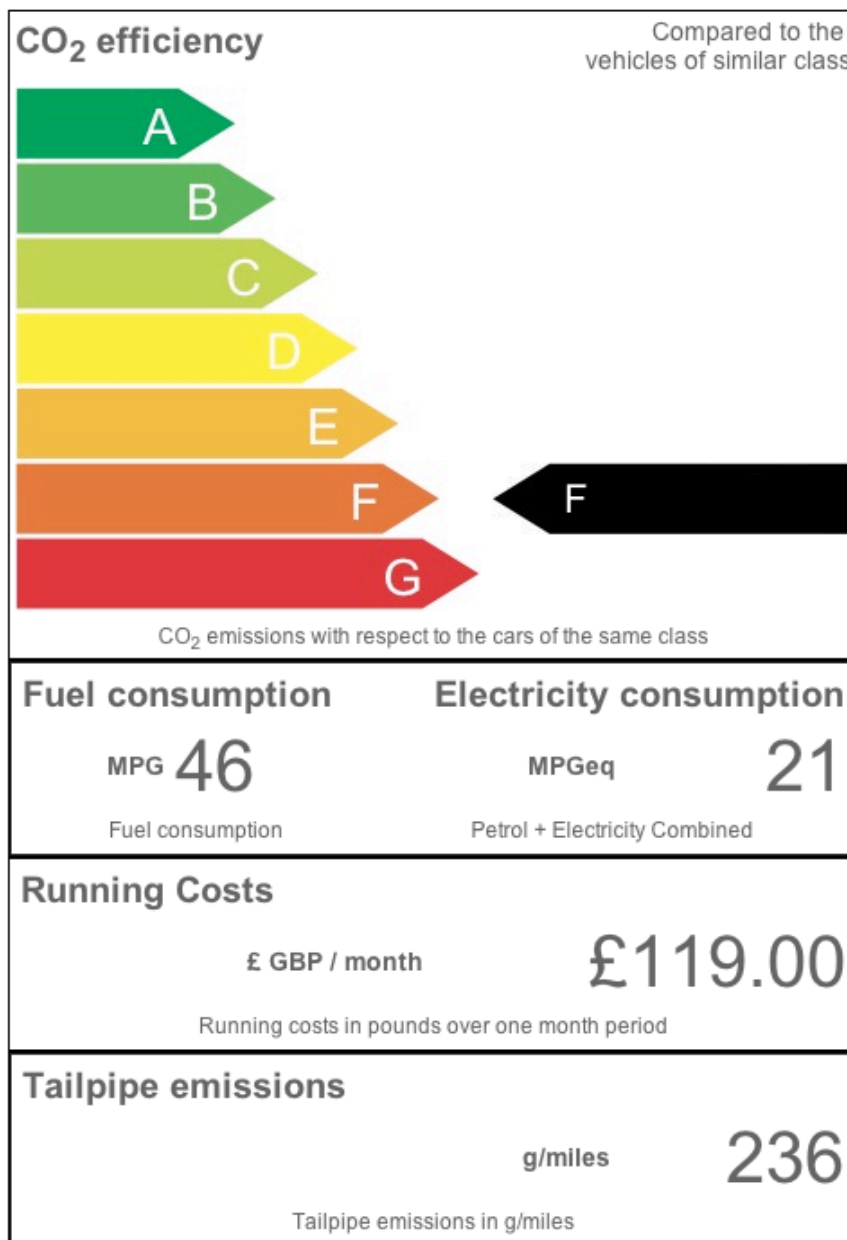 CO₂ efficiency
Compared to the
vehicles of similar class
A
B
C
D
E
F
F
G
CO₂ emissions with respect to the cars of the same class
Fuel consumption
MPG 46
Fuel consumption
Electricity consumption
MPGeq 21
Petrol + Electricity Combined
Running Costs
£ GBP / month £119.00
Running costs in pounds over one month period
Tailpipe emissions
g/miles 236
Tailpipe emissions in g/miles